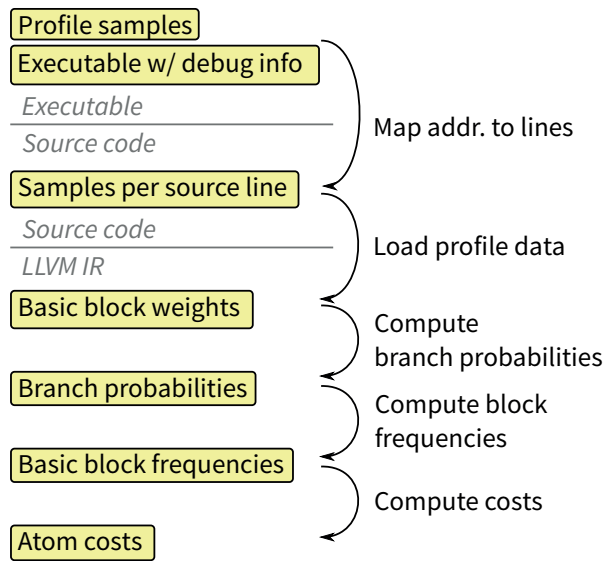 Profile samples
Executable w/ debug info
Executable
Source code
Map addr. to lines
Samples per source line
Source code
LLVM IR
Load profile data
Basic block weights
Compute
branch probabilities
Branch probabilities
Compute block
frequencies
Basic block frequencies
Compute costs
Atom costs